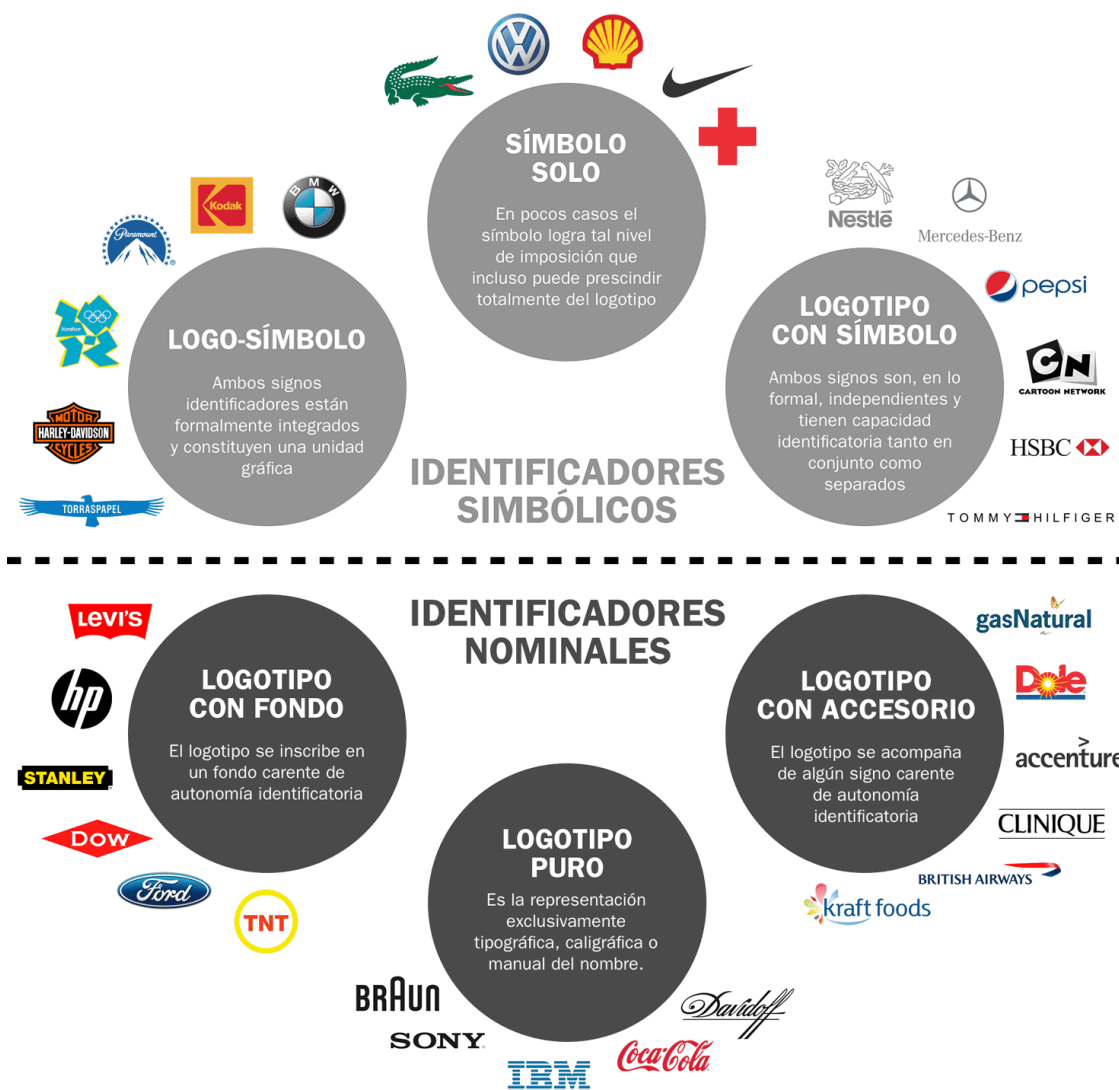 SÍMBOLO
SOLO
En pocos casos el
símbolo logra tal nivel
de imposición que
incluso puede prescindir
totalmente del logotipo
Kodak
BMW
Paramount
london
MOTOR
HARLEY-DAVIDSON
CYCLES
TORRASPAPEL
LOGO-SÍMBOLO
Ambos signos
identificadores están
formalmente integrados
y constituyen una unidad
gráfica
Nestlé
Mercedes-Benz
pepsi
CN
CARTOON NETWORK
HSBC
TOMMY HILFIGER
LOGOTIPO
CON SÍMBOLO
Ambos signos son, en lo
formal, independientes y
tienen capacidad
identificatoria tanto en
conjunto como
separados
IDENTIFICADORES
SIMBÓLICOS
IDENTIFICADORES
NOMINALES
LEVI'S
hp
STANLEY
DOW
Ford
TNT
LOGOTIPO
CON FONDO
El logotipo se inscribe en
un fondo carente de
autonomía identificatoria
LOGOTIPO
PURO
Es la representación
exclusivamente
tipográfica, caligráfica o
manual del nombre.
BRAUN
SONY
IBM
Coca-Cola
Davidoff
LOGOTIPO
CON ACCESORIO
El logotipo se acompaña
de algún signo carente
de autonomía
identificatoria
gasNatural
Dole
accenture
CLINIQUE
BRITISH AIRWAYS
kraft foods